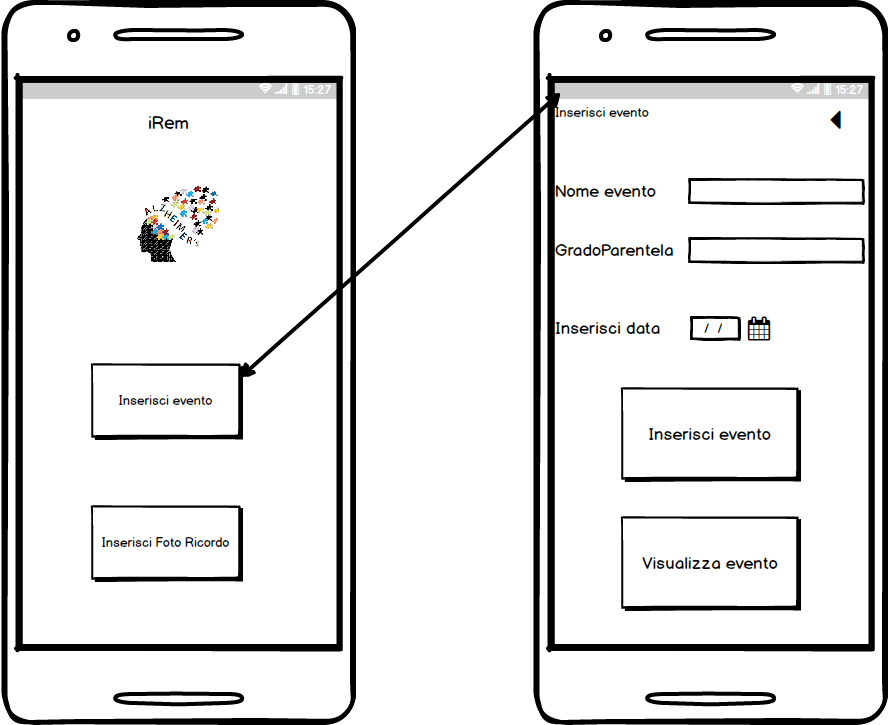 15:27
iRem
ALZHEIMER'S
Inserisci evento
Inserisci Foto Ricordo
15:27
Inserisci evento
Nome evento
GradoParentela
Inserisci data
/ /
Inserisci evento
Visualizza evento